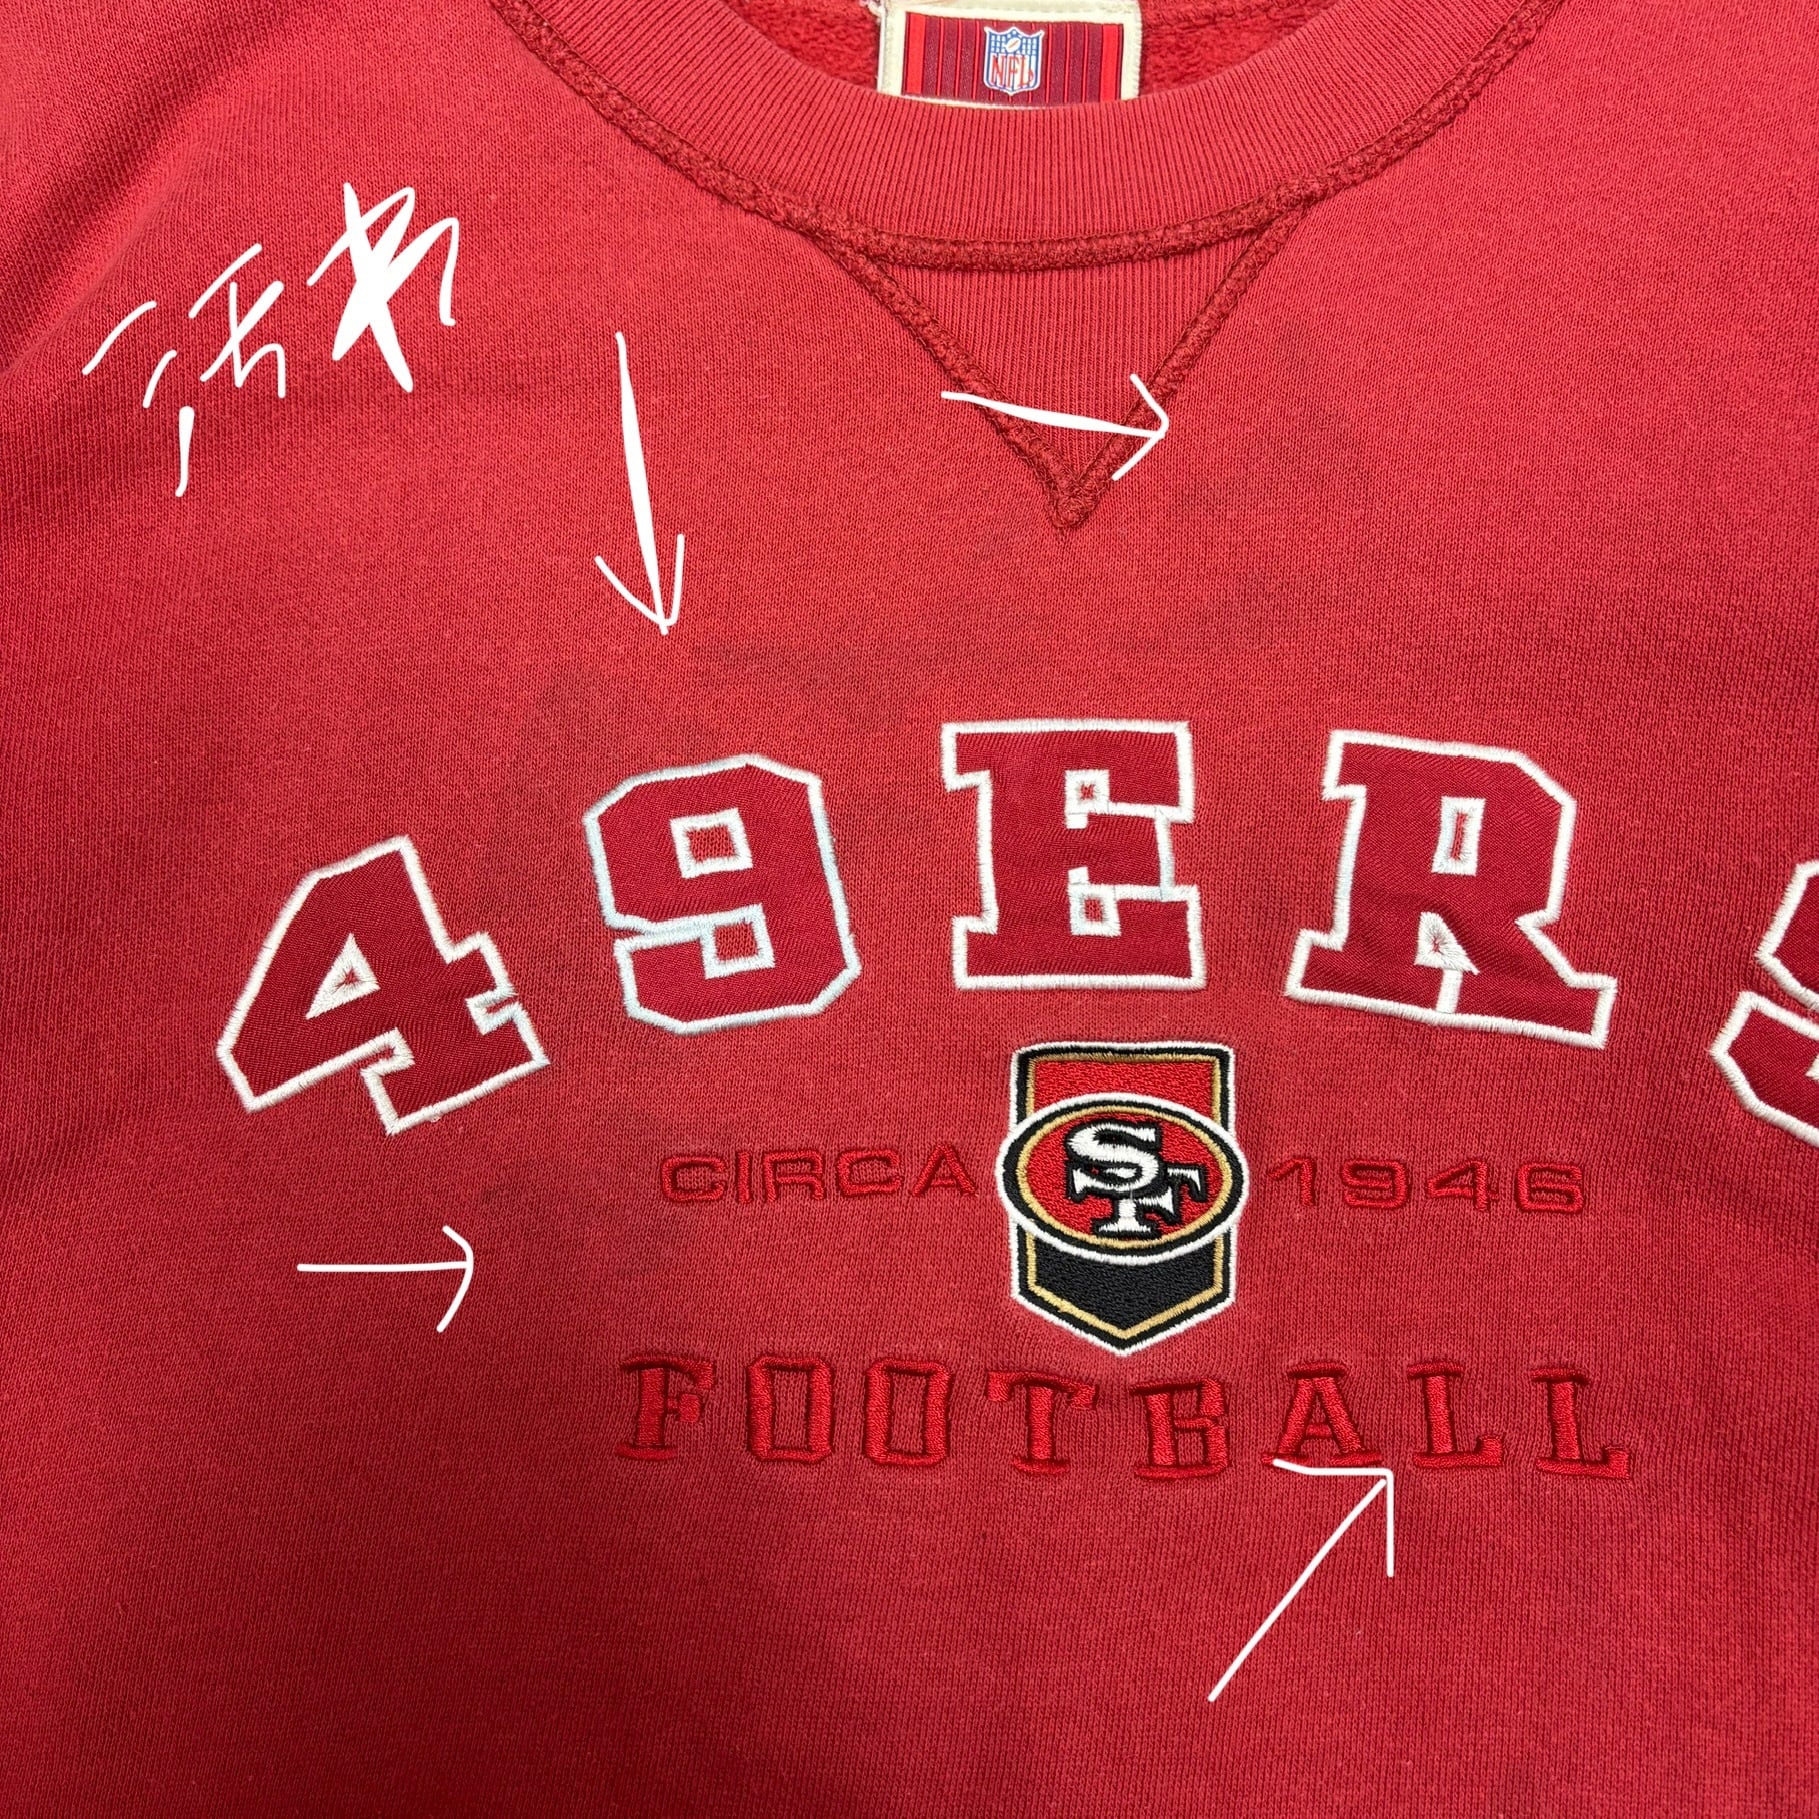 NFL
汚れ
49ERS
CIRCA 1946
SF
FOOTBALL